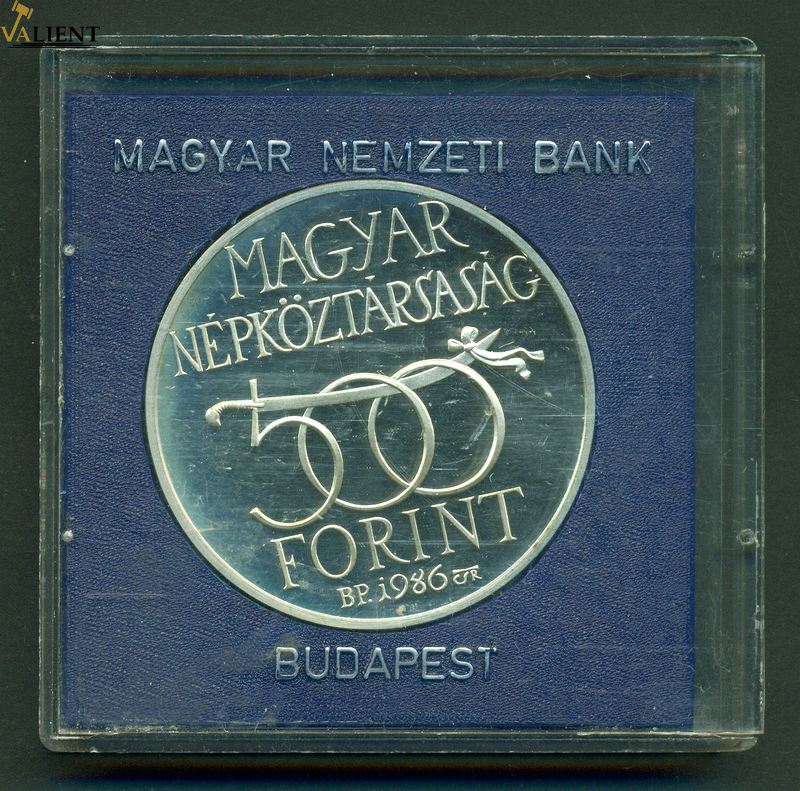 VALIENT
MAGYAR NEMZETI BANK
MAGYAR
NÉPKÖZTÁRSASÁG
500
FORINT
BP. 1986
BUDAPEST